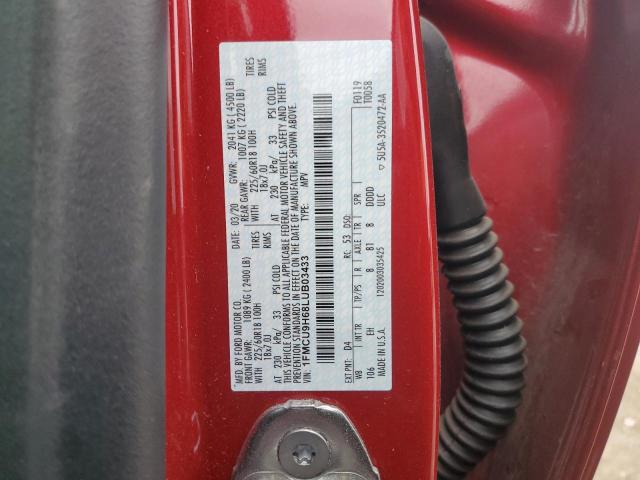 MFD. BY FORD MOTOR CO. DATE: 03/20 GVWR: 2041 KG ( 4500 LB)
FRONT GAWR: 1089 KG ( 2400 LB) REAR GAWR: 1007 KG ( 2220 LB)
WITH 225/60R18 100H TIRES WITH 225/60R18 100H TIRES
18x7.0J RIMS 18x7.0J RIMS
AT 230 kPa/ 33 PSI COLD AT 230 kPa/ 33 PSI COLD
THIS VEHICLE CONFORMS TO ALL APPLICABLE FEDERAL MOTOR VEHICLE SAFETY AND THEFT
PREVENTION STANDARDS IN EFFECT ON THE DATE OF MANUFACTURE SHOWN ABOVE.
VIN: 1FMCU9H68LUB03433 TYPE: MPV
EXT PNT: D4 RC: 53 DSO: F0119
T0058
WB INT TR TP/PS R AXLE TR SPR
106 EH 8 B1 8 DDDD
MADE IN U.S.A. 1202003035425 ULC ▽ 5U5A-3520472-AA